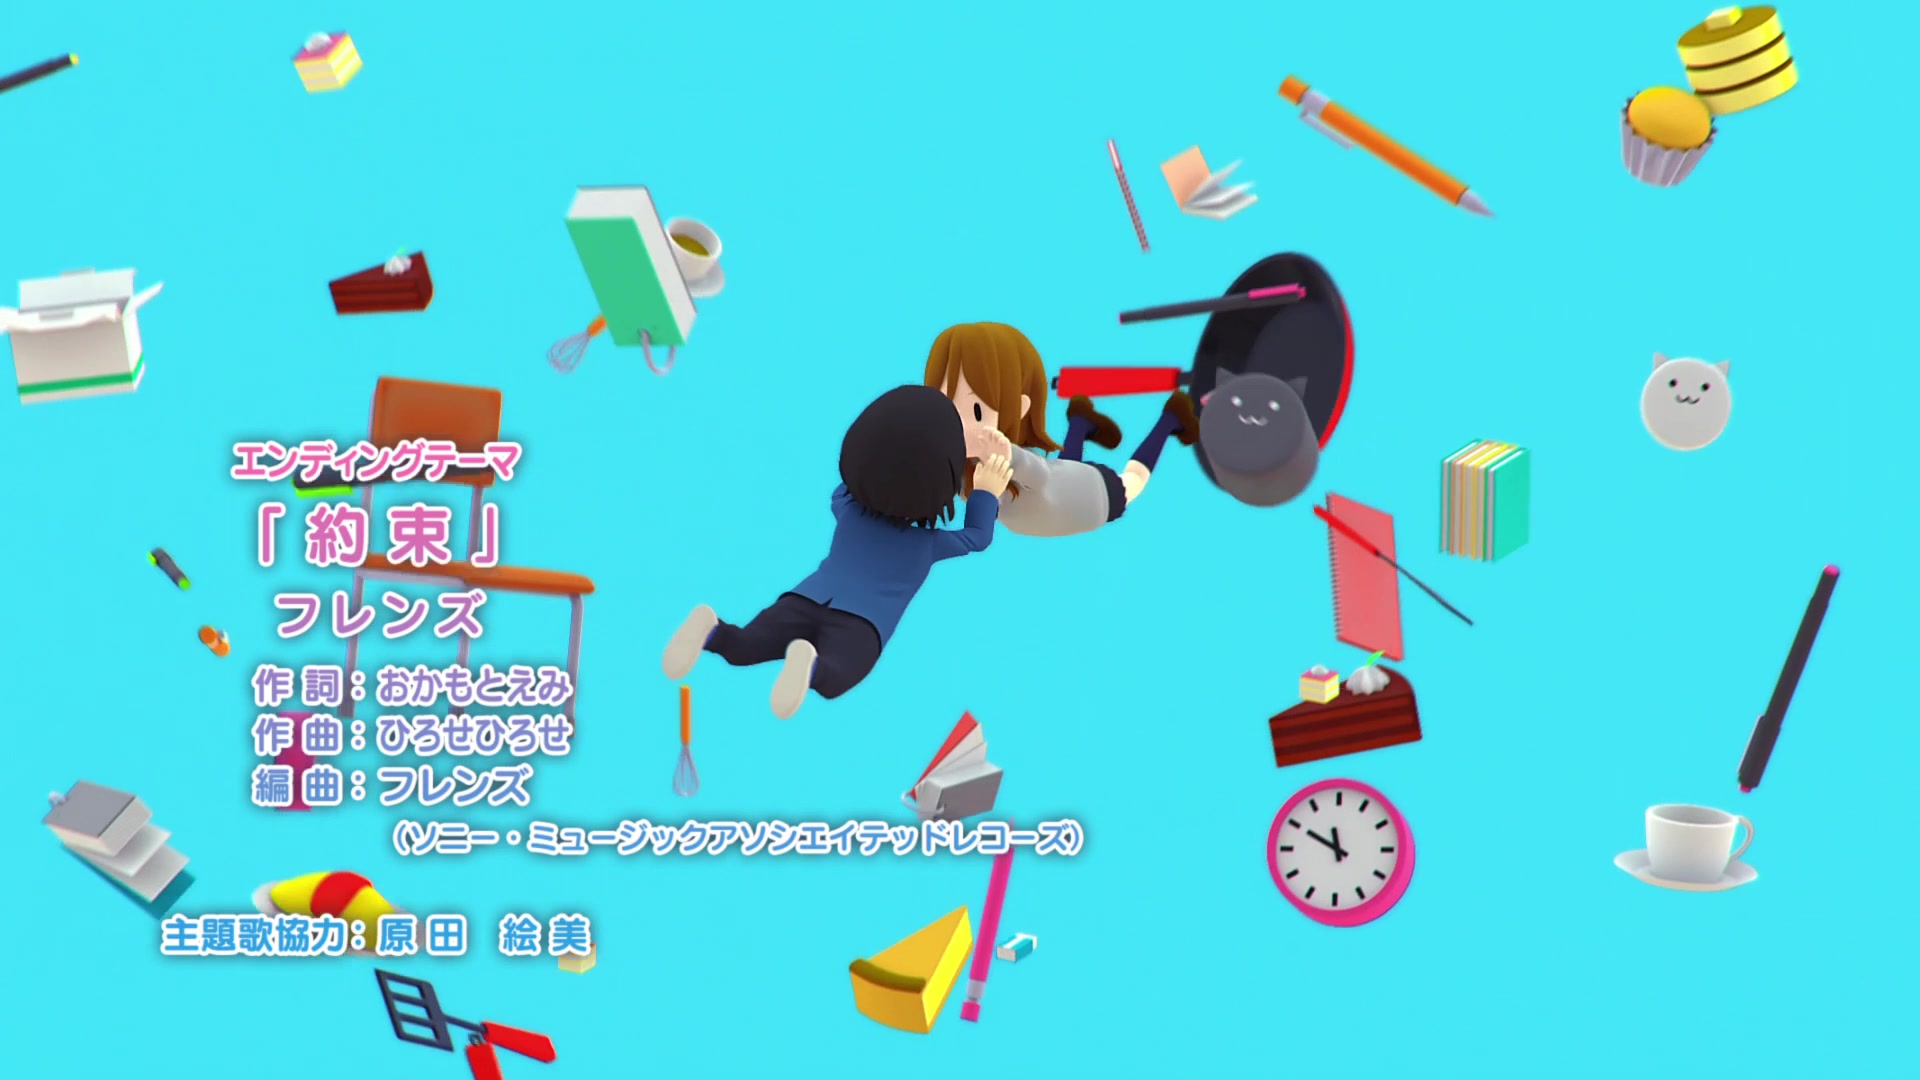 エンディングテーマ
「約束」
フレンズ
作詞：おかもとえみ
作曲：ひろせひろせ
編曲：フレンズ
（ソニー・ミュージックアソシエイテッドレコーズ）
主題歌協力：原田 絵美